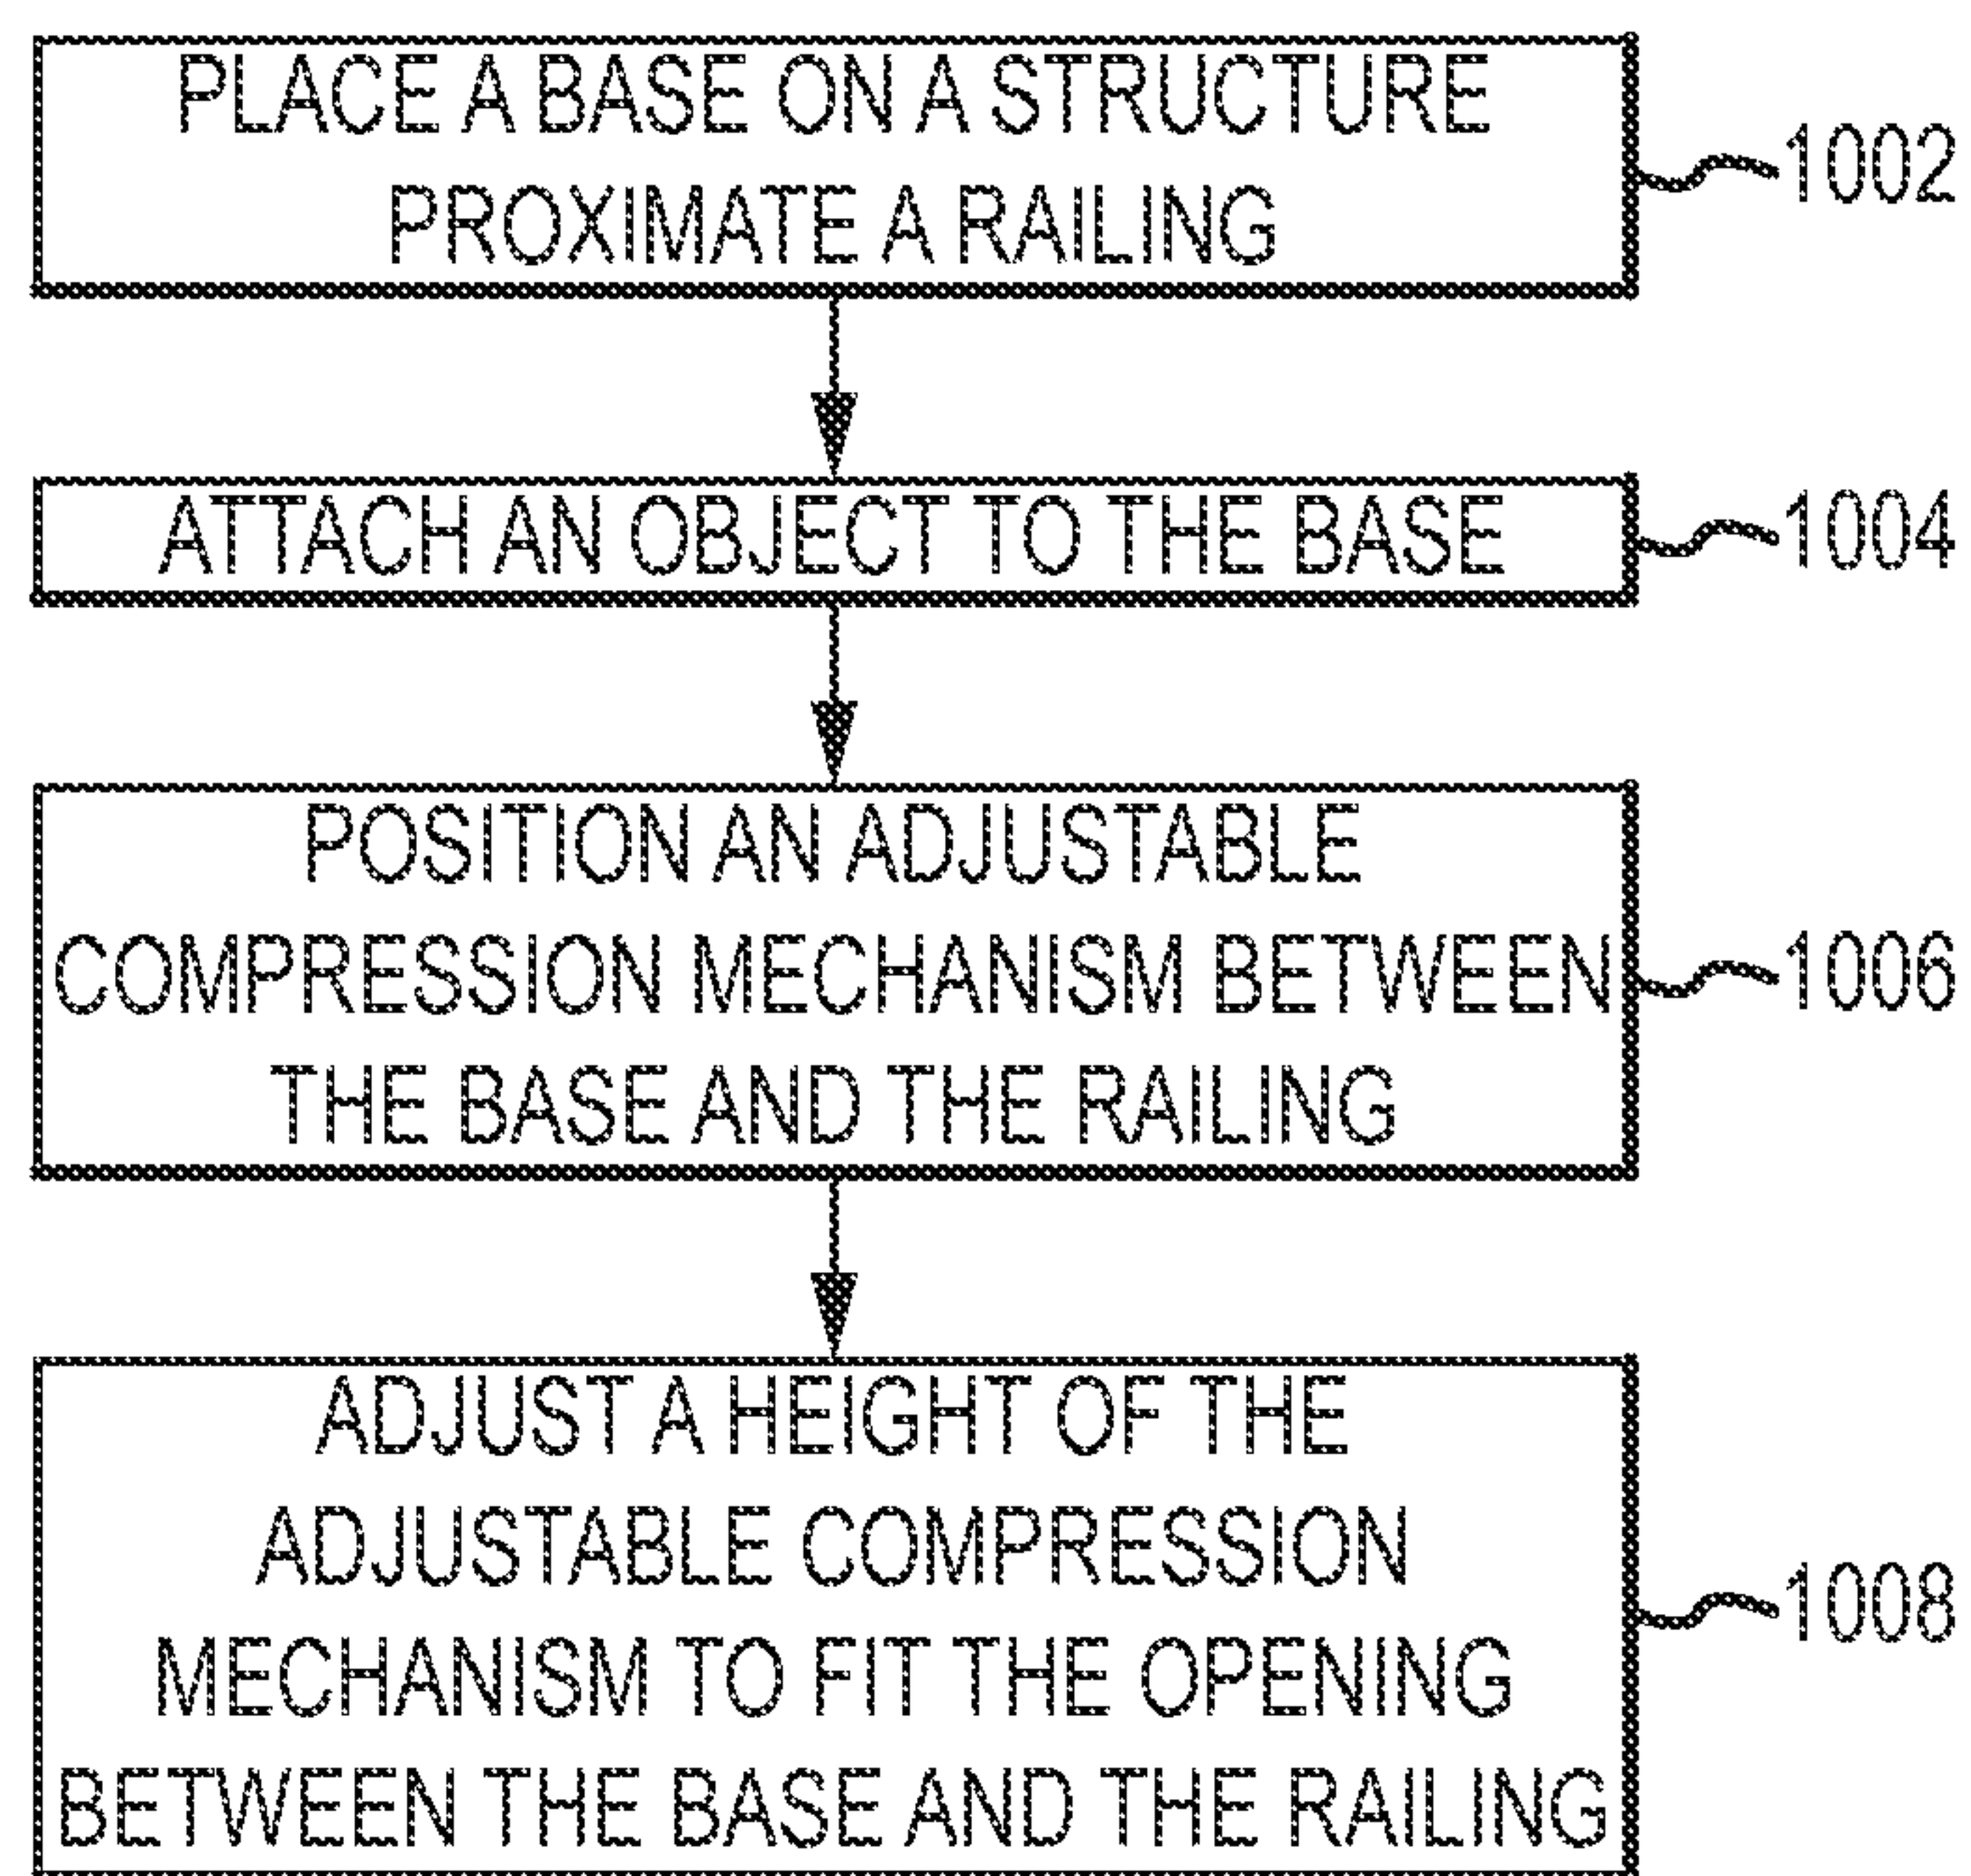 PLACE A BASE ON A STRUCTURE
PROXIMATE A RAILING
1002
ATTACH AN OBJECT TO THE BASE
1004
POSITION AN ADJUSTABLE
COMPRESSION MECHANISM BETWEEN
THE BASE AND THE RAILING
1006
ADJUST A HEIGHT OF THE
ADJUSTABLE COMPRESSION
MECHANISM TO FIT THE OPENING
BETWEEN THE BASE AND THE RAILING
1008